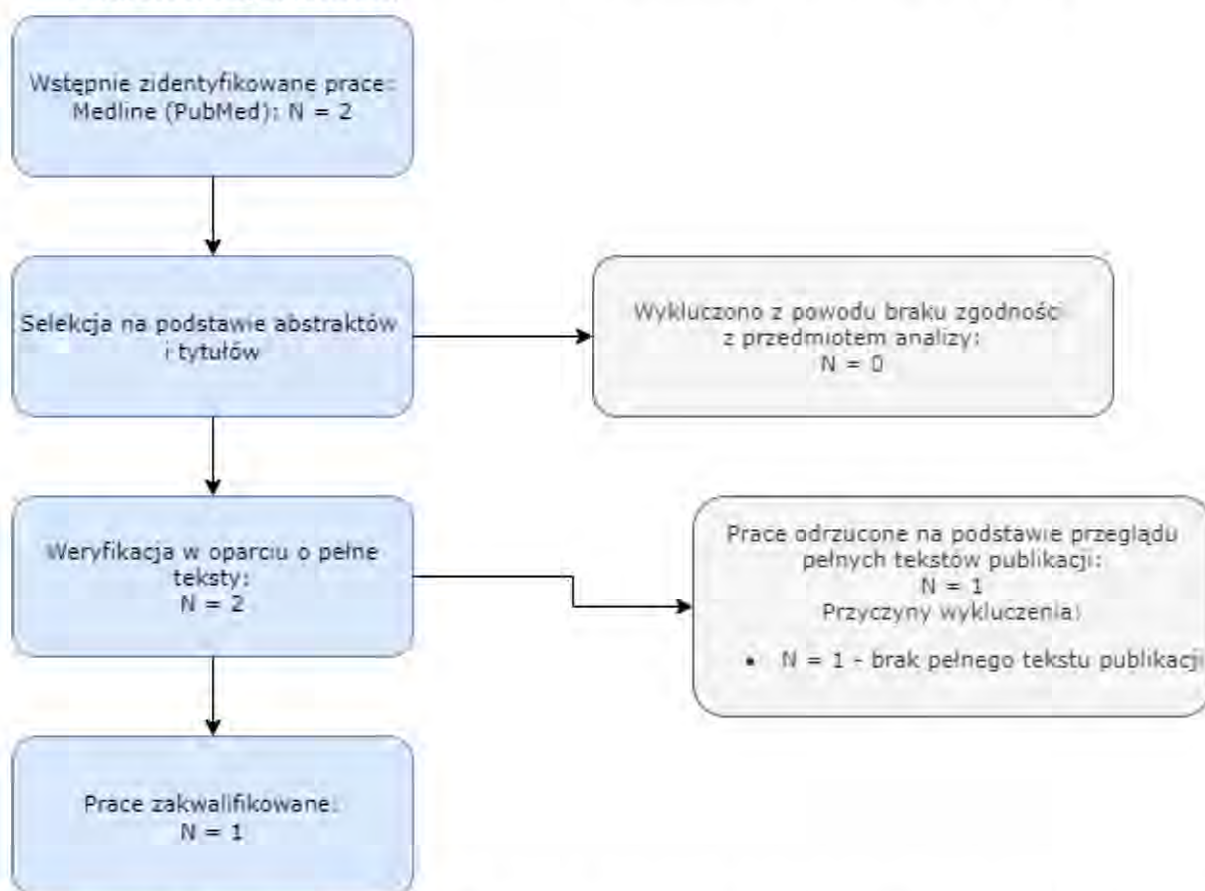 Wstępnie zidentyfikowane prace:
Medline (PubMed): N = 2
Selekcja na podstawie abstraktów
i tytułów
Wykluczono z powodu braku zgodności
z przedmiotem analizy:
N = 0
Weryfikacja w oparciu o pełne
teksty:
N = 2
Prace odrzucone na podstawie przeglądu
pełnych tekstów publikacji:
N = 1
Przyczyny wykluczenia:
• N = 1 - brak pełnego tekstu publikacji
Prace zakwalifikowane:
N = 1